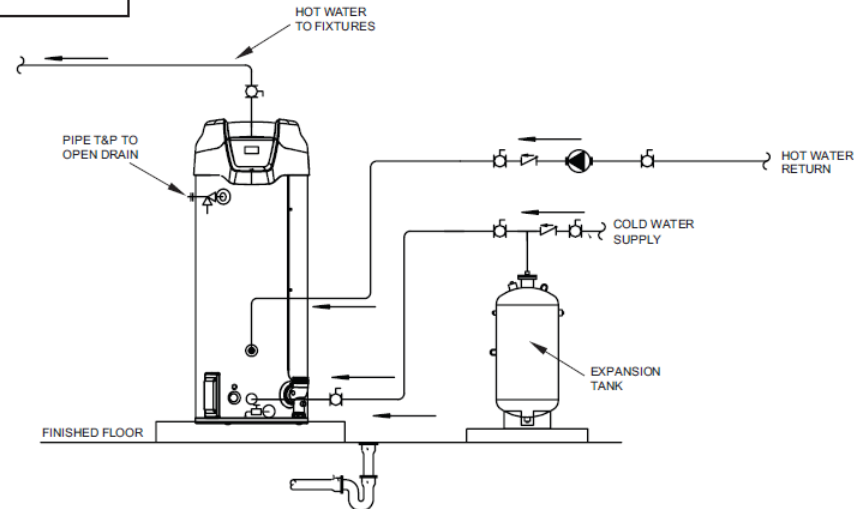 HOT WATER
TO FIXTURES
PIPE T&P TO
OPEN DRAIN
HOT WATER
RETURN
COLD WATER
SUPPLY
EXPANSION
TANK
FINISHED FLOOR